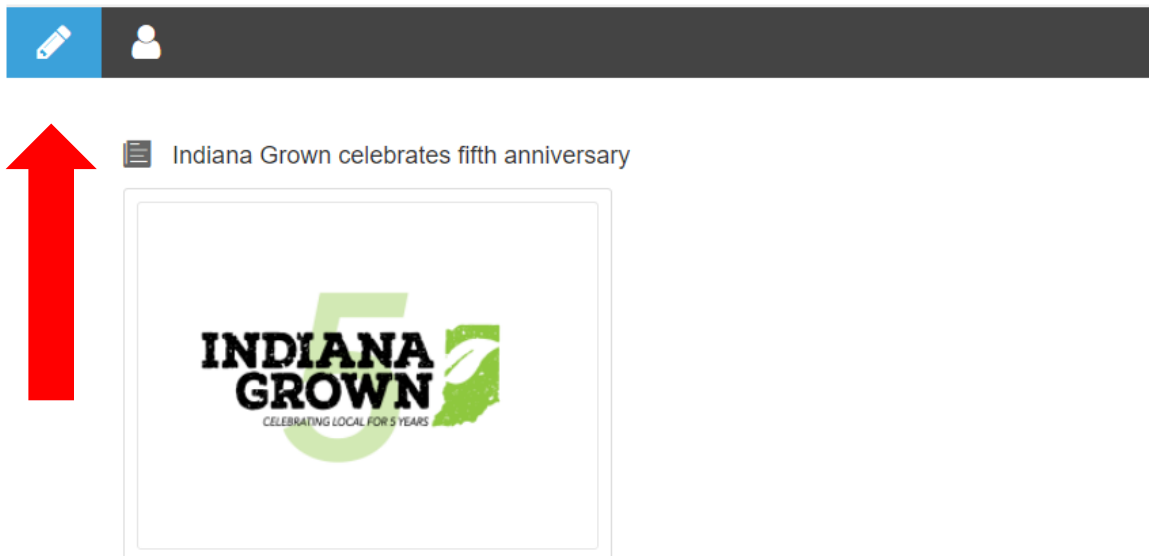 Indiana Grown celebrates fifth anniversary
5
INDIANA
GROWN
CELEBRATING LOCAL FOR 5 YEARS